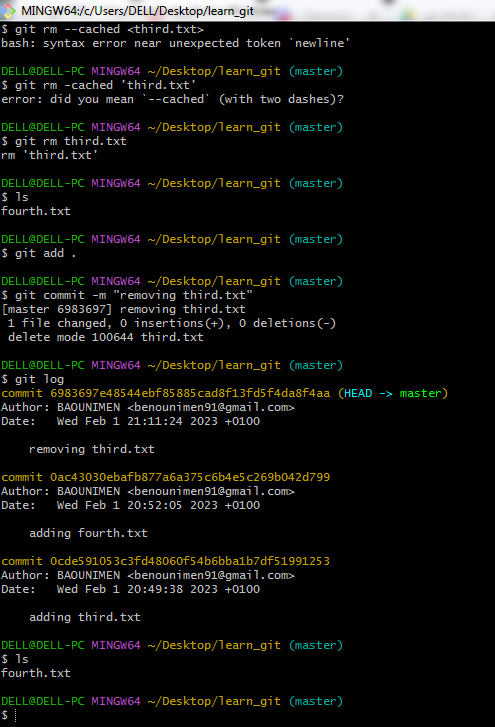 MINGW64:/c/Users/DELL/Desktop/learn_git
$ git rm --cached <third.txt>
bash: syntax error near unexpected token `newline'
DELL@DELL-PC MINGW64 ~/Desktop/learn_git (master)
$ git rm -cached 'third.txt'
error: did you mean `--cached` (with two dashes)?
DELL@DELL-PC MINGW64 ~/Desktop/learn_git (master)
$ git rm third.txt
rm 'third.txt'
DELL@DELL-PC MINGW64 ~/Desktop/learn_git (master)
$ ls
fourth.txt
DELL@DELL-PC MINGW64 ~/Desktop/learn_git (master)
$ git add .
DELL@DELL-PC MINGW64 ~/Desktop/learn_git (master)
$ git commit -m "removing third.txt"
[master 6983697] removing third.txt
1 file changed, 0 insertions(+), 0 deletions(-)
delete mode 100644 third.txt
DELL@DELL-PC MINGW64 ~/Desktop/learn_git (master)
$ git log
commit 6983697e48544ebf85885cad8f13fd5f4da8f4aa (HEAD -> master)
Author: BAOUNIMEN <benounimen91@gmail.com>
Date:   Wed Feb 1 21:11:24 2023 +0100
removing third.txt
commit 0ac43030ebafb877a6a375c6b4e5c269b042d799
Author: BAOUNIMEN <benounimen91@gmail.com>
Date:   Wed Feb 1 20:52:05 2023 +0100
adding fourth.txt
commit 0cde591053c3fd48060f54b6bba1b7df51991253
Author: BAOUNIMEN <benounimen91@gmail.com>
Date:   Wed Feb 1 20:49:38 2023 +0100
adding third.txt
DELL@DELL-PC MINGW64 ~/Desktop/learn_git (master)
$ ls
fourth.txt
DELL@DELL-PC MINGW64 ~/Desktop/learn_git (master)
$